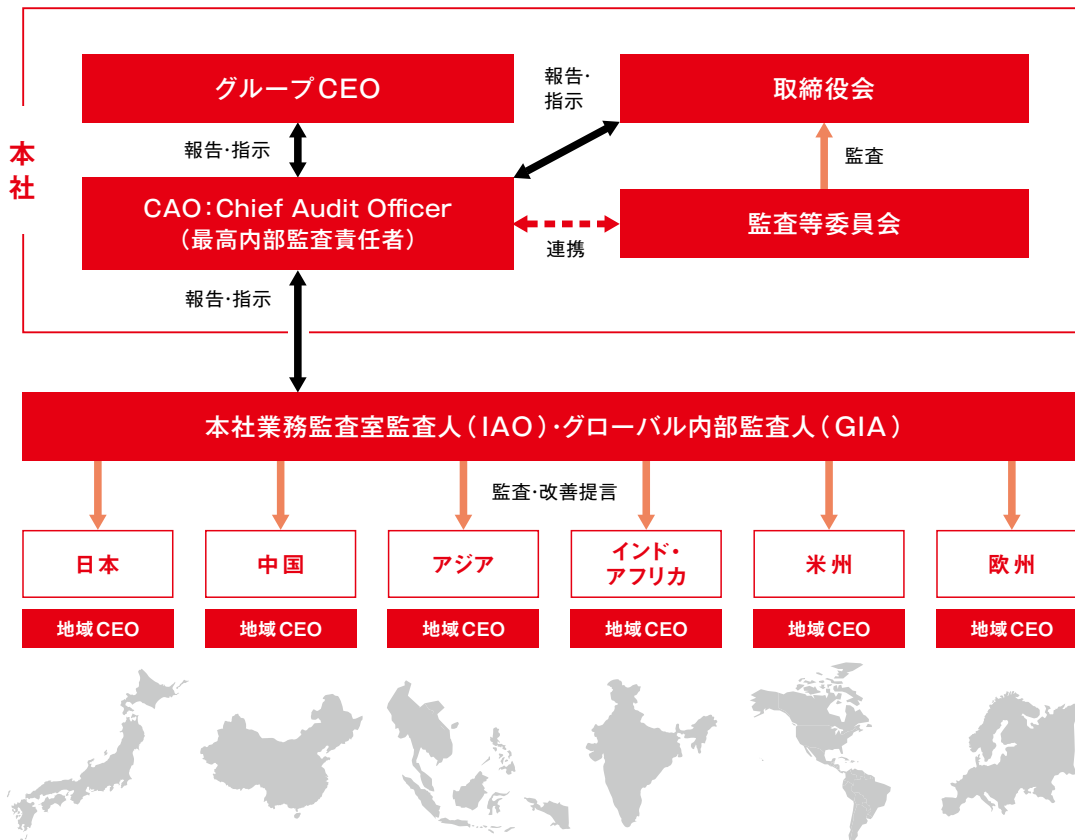 本社
グループCEO
報告・指示
取締役会
報告・
指示
監査
CAO：Chief Audit Officer
（最高内部監査責任者）
連携
監査等委員会
報告・指示
本社業務監査室監査人（IAO）・グローバル内部監査人（GIA）
監査・改善提言
日本
中国
アジア
インド・
アフリカ
米州
欧州
地域CEO
地域CEO
地域CEO
地域CEO
地域CEO
地域CEO